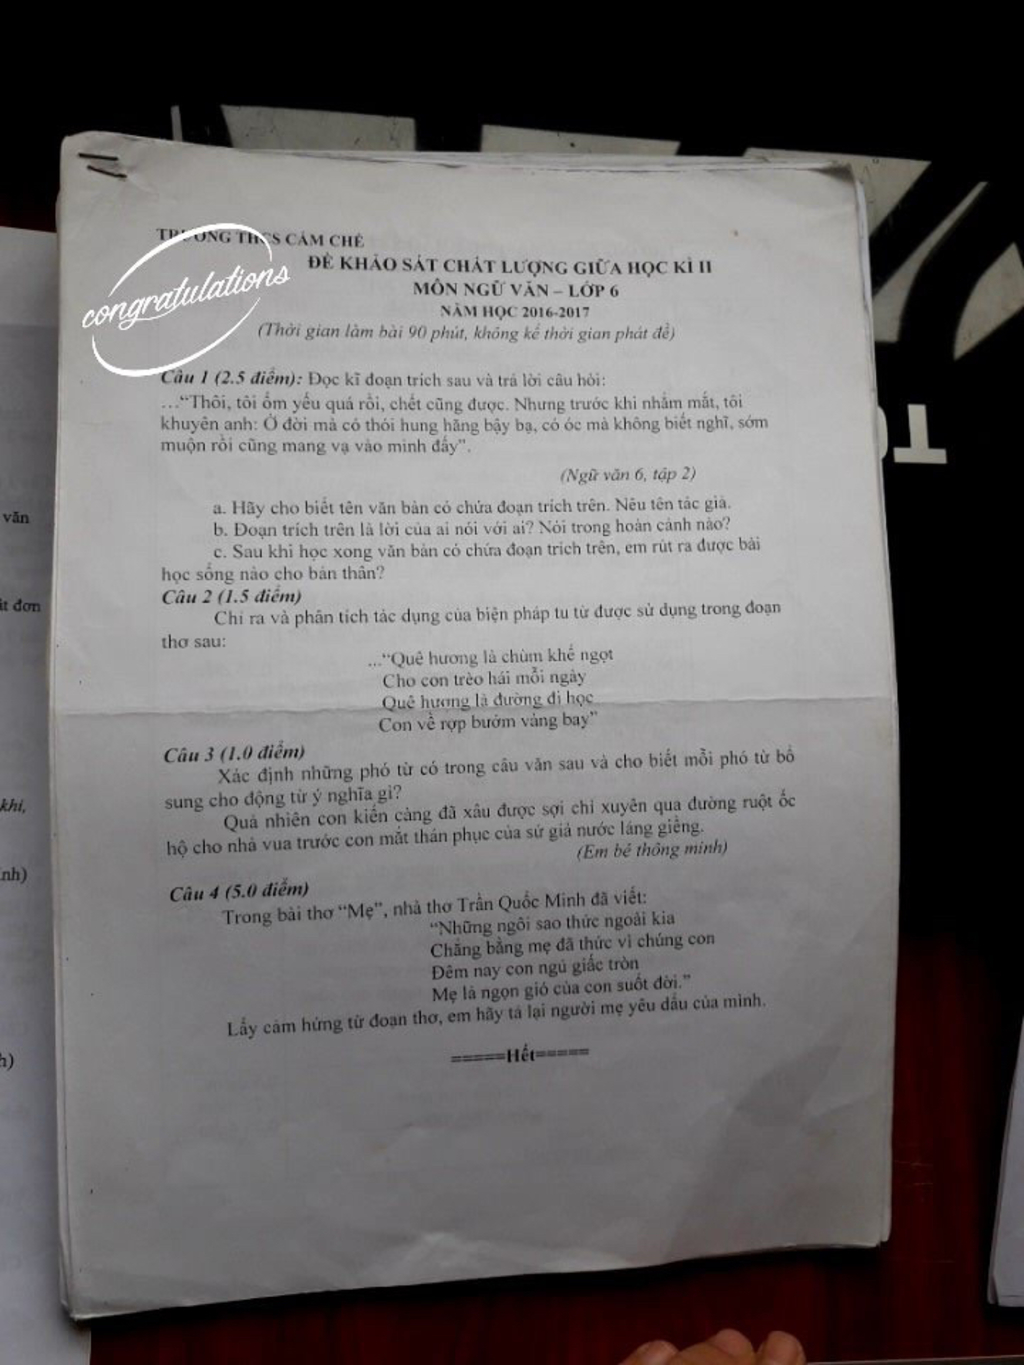 TRƯỜNG THCS CẨM CHẾ
congratulations
ĐỀ KHẢO SÁT CHẤT LƯỢNG GIỮA HỌC KÌ II
MÔN NGỮ VĂN – LỚP 6
NĂM HỌC 2016-2017
(Thời gian làm bài 90 phút, không kể thời gian phát đề)
Câu 1 (2.5 điểm): Đọc kĩ đoạn trích sau và trả lời câu hỏi:
…“Thôi, tôi ốm yếu quá rồi, chết cũng được. Nhưng trước khi nhắm mắt, tôi
khuyên anh: Ở đời mà có thói hung hăng bậy bạ, có óc mà không biết nghĩ, sớm
muộn rồi cũng mang vạ vào mình đấy”.
(Ngữ văn 6, tập 2)
a. Hãy cho biết tên văn bản có chứa đoạn trích trên. Nêu tên tác giả.
b. Đoạn trích trên là lời của ai nói với ai? Nói trong hoàn cảnh nào?
c. Sau khi học xong văn bản có chứa đoạn trích trên, em rút ra được bài
học sống nào cho bản thân?
Câu 2 (1.5 điểm)
Chỉ ra và phân tích tác dụng của biện pháp tu từ được sử dụng trong đoạn
thơ sau:
...“Quê hương là chùm khế ngọt
Cho con trèo hái mỗi ngày
Quê hương là đường đi học
Con về rợp bướm vàng bay”
Câu 3 (1.0 điểm)
Xác định những phó từ có trong câu văn sau và cho biết mỗi phó từ bổ
sung cho động từ ý nghĩa gì?
Quả nhiên con kiến càng đã xâu được sợi chỉ xuyên qua đường ruột ốc
hộ cho nhà vua trước con mắt thán phục của sứ giả nước láng giềng.
(Em bé thông minh)
Câu 4 (5.0 điểm)
Trong bài thơ “Mẹ”, nhà thơ Trần Quốc Minh đã viết:
“Những ngôi sao thức ngoài kia
Chẳng bằng mẹ đã thức vì chúng con
Đêm nay con ngủ giấc tròn
Mẹ là ngọn gió của con suốt đời.”
Lấy cảm hứng từ đoạn thơ, em hãy tả lại người mẹ yêu dấu của mình.
=====Hết=====
văn
ặt đơn
khí,
nh)
h)